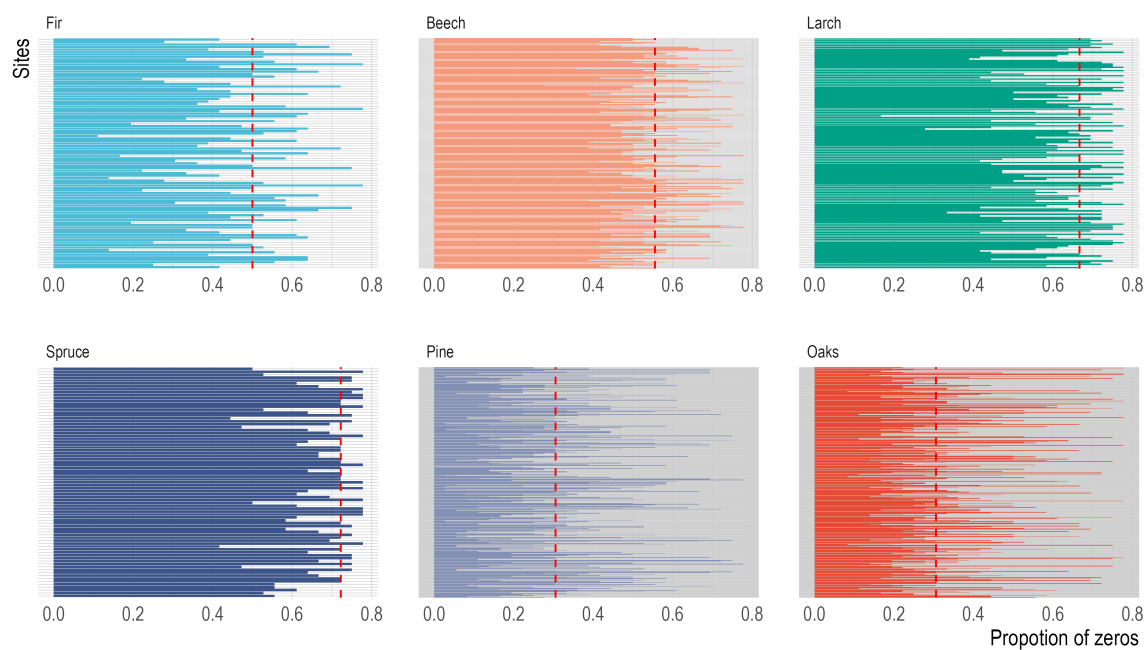 Fir Beech Larch
Sites
0.0 0.2 0.4 0.6 0.8 0.0 0.2 0.4 0.6 0.8 0.0 0.2 0.4 0.6 0.8
Spruce Pine Oaks
0.0 0.2 0.4 0.6 0.8 0.0 0.2 0.4 0.6 0.8 0.0 0.2 0.4 0.6 0.8
Propotion of zeros